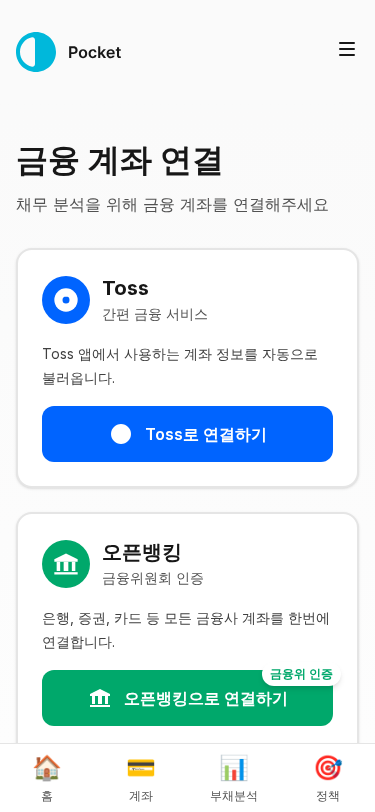 Pocket
금융 계좌 연결
채무 분석을 위해 금융 계좌를 연결해주세요
Toss
간편 금융 서비스
Toss 앱에서 사용하는 계좌 정보를 자동으로
불러옵니다.
Toss로 연결하기
오픈뱅킹
금융위원회 인증
은행, 증권, 카드 등 모든 금융사 계좌를 한번에
연결합니다.
금융위 인증
오픈뱅킹으로 연결하기
홈
계좌
부채분석
정책